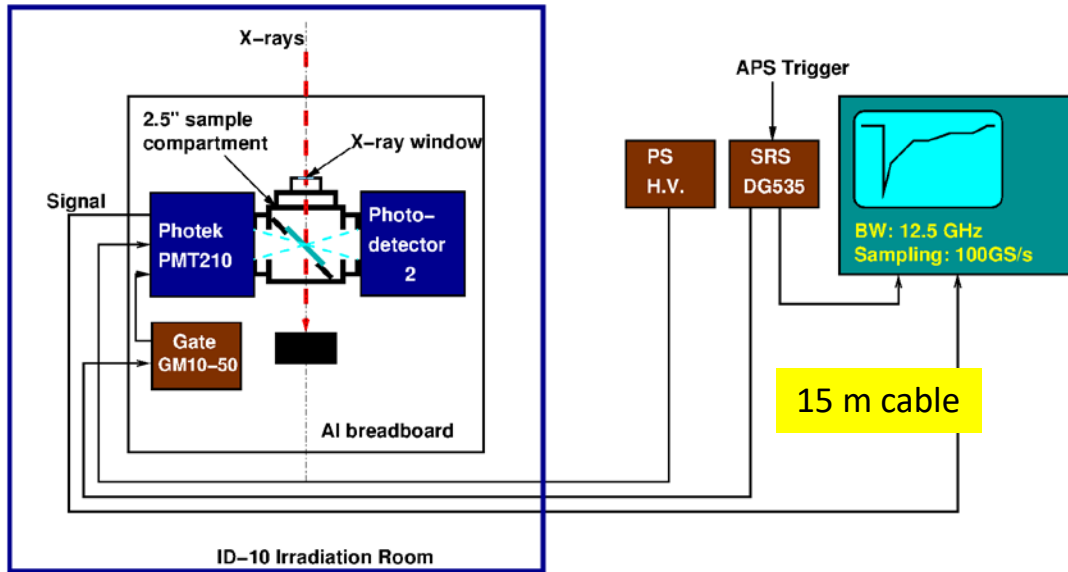 X-rays
2.5" sample
compartment
X-ray window
Signal
Photek
PMT210
Photo-
detector
2
Gate
GM10-50
Al breadboard
ID-10 Irradiation Room
APS Trigger
PS
H.V.
SRS
DG535
BW: 12.5 GHz
Sampling: 100GS/s
15 m cable